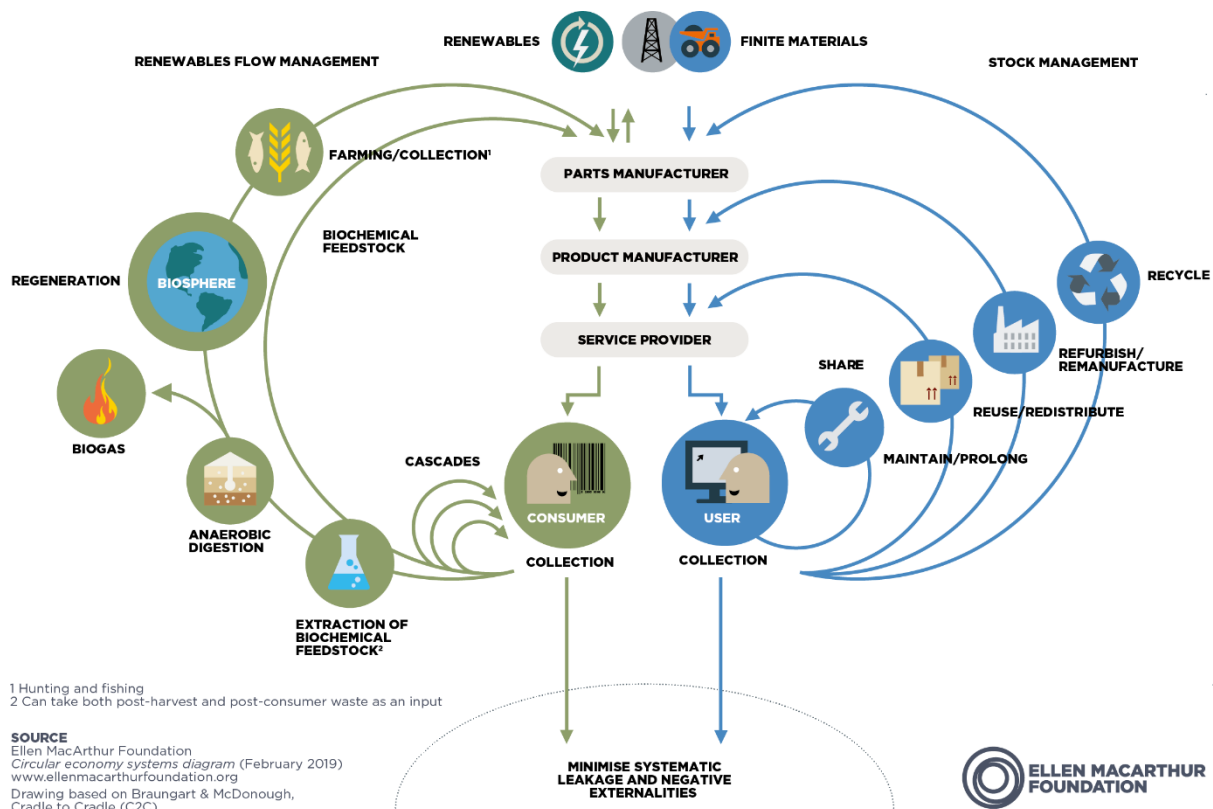 RENEWABLES
FINITE MATERIALS
RENEWABLES FLOW MANAGEMENT
STOCK MANAGEMENT
FARMING/COLLECTION¹
PARTS MANUFACTURER
BIOCHEMICAL
FEEDSTOCK
PRODUCT MANUFACTURER
REGENERATION
BIOSPHERE
RECYCLE
SERVICE PROVIDER
SHARE
REFURBISH/
REMANUFACTURE
REUSE/REDISTRIBUTE
BIOGAS
CASCADES
MAINTAIN/PROLONG
CONSUMER
USER
ANAEROBIC
DIGESTION
COLLECTION
COLLECTION
EXTRACTION OF
BIOCHEMICAL
FEEDSTOCK²
1 Hunting and fishing
2 Can take both post-harvest and post-consumer waste as an input
SOURCE
Ellen MacArthur Foundation
Circular economy systems diagram (February 2019)
www.ellenmacarthurfoundation.org
Drawing based on Braungart & McDonough,
Cradle to Cradle (C2C)
MINIMISE SYSTEMATIC
LEAKAGE AND NEGATIVE
EXTERNALITIES
ELLEN MACARTHUR
FOUNDATION